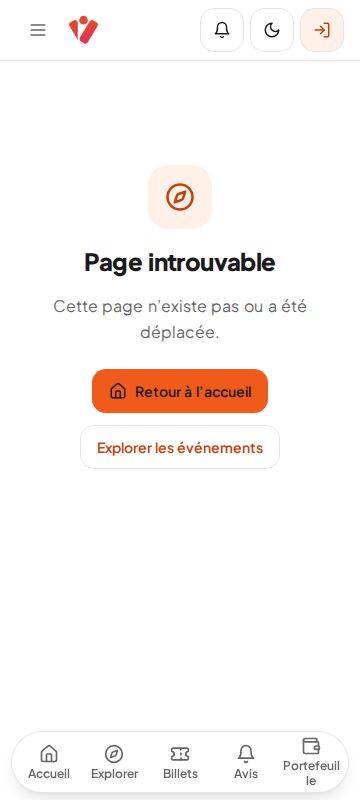 Page introuvable
Cette page n'existe pas ou a été
déplacée.
Retour à l'accueil
Explorer les événements
Accueil
Explorer
Billets
Avis
Portefeuil
le